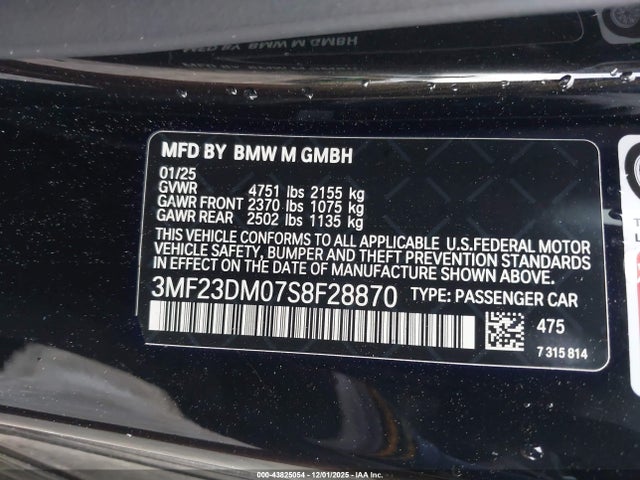 MFD BY BMW M GMBH
01/25
GVWR 4751 lbs 2155 kg
GAWR FRONT 2370 lbs 1075 kg
GAWR REAR 2502 lbs 1135 kg
THIS VEHICLE CONFORMS TO ALL APPLICABLE U.S.FEDERAL MOTOR
VEHICLE SAFETY, BUMPER AND THEFT PREVENTION STANDARDS
IN EFFECT ON THE DATE OF MANUFACTURE SHOWN ABOVE.
3MF23DM07S8F28870 TYPE: PASSENGER CAR
475
7 315 814
000-43825054 - 12/01/2025 - IAA Inc.